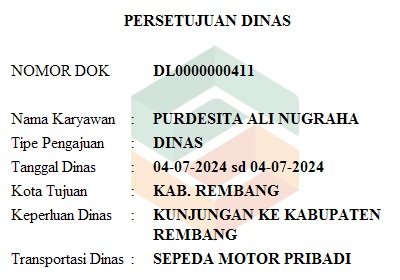 PERSETUJUAN DINAS
NOMOR DOK DL0000000411
Nama Karyawan : PURDESITA ALI NUGRAHA
Tipe Pengajuan : DINAS
Tanggal Dinas : 04-07-2024 sd 04-07-2024
Kota Tujuan : KAB. REMBANG
Keperluan Dinas : KUNJUNGAN KE KABUPATEN
REMBANG
Transportasi Dinas : SEPEDA MOTOR PRIBADI